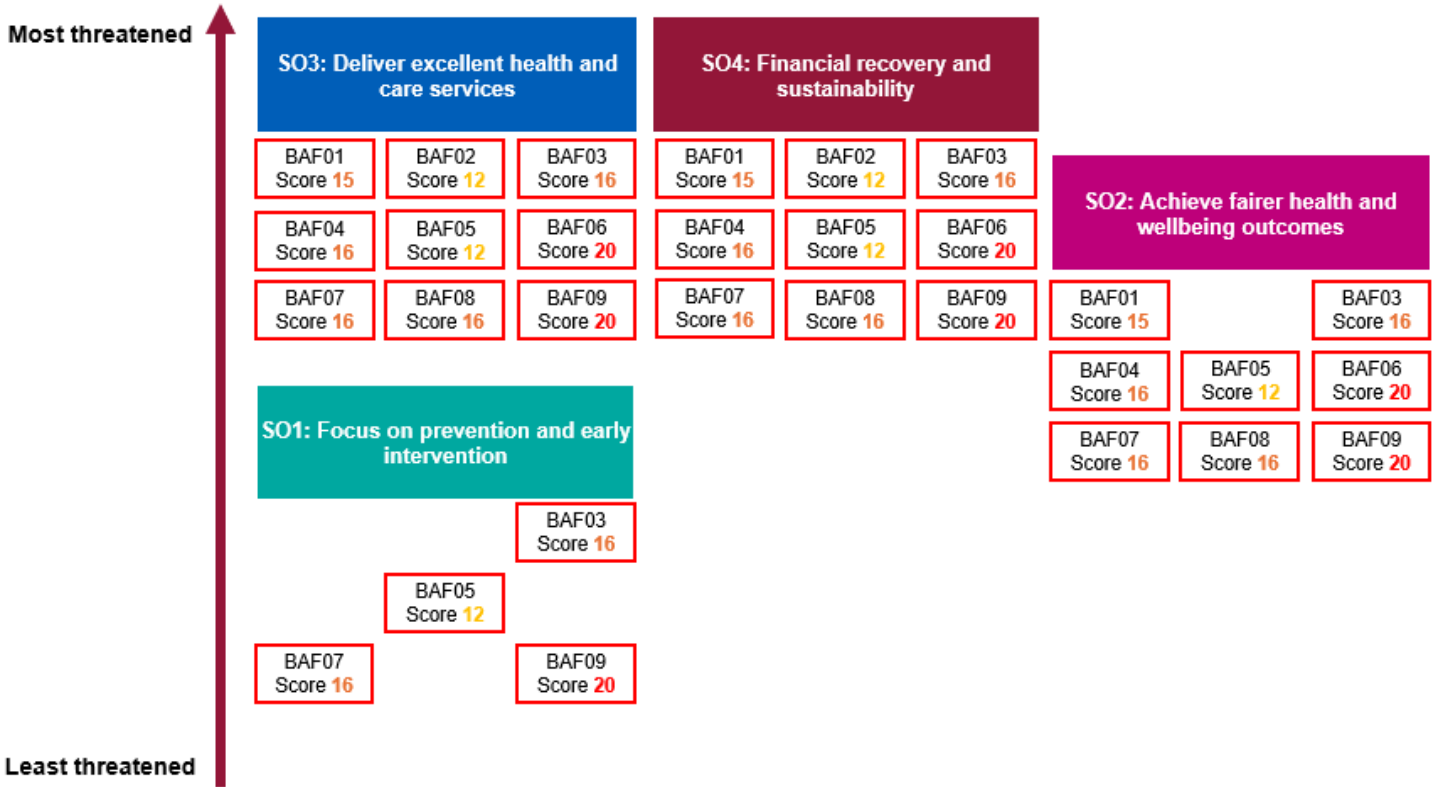 Most threatened
SO3: Deliver excellent health and
care services
BAF01
Score 15
BAF02
Score 12
BAF03
Score 16
BAF04
Score 16
BAF05
Score 12
BAF06
Score 20
BAF07
Score 16
BAF08
Score 16
BAF09
Score 20
SO4: Financial recovery and
sustainability
BAF01
Score 15
BAF02
Score 12
BAF03
Score 16
BAF04
Score 16
BAF05
Score 12
BAF06
Score 20
BAF07
Score 16
BAF08
Score 16
BAF09
Score 20
SO2: Achieve fairer health and
wellbeing outcomes
BAF01
Score 15
BAF03
Score 16
BAF04
Score 16
BAF05
Score 12
BAF06
Score 20
BAF07
Score 16
BAF08
Score 16
BAF09
Score 20
SO1: Focus on prevention and early
intervention
BAF03
Score 16
BAF05
Score 12
BAF07
Score 16
BAF09
Score 20
Least threatened